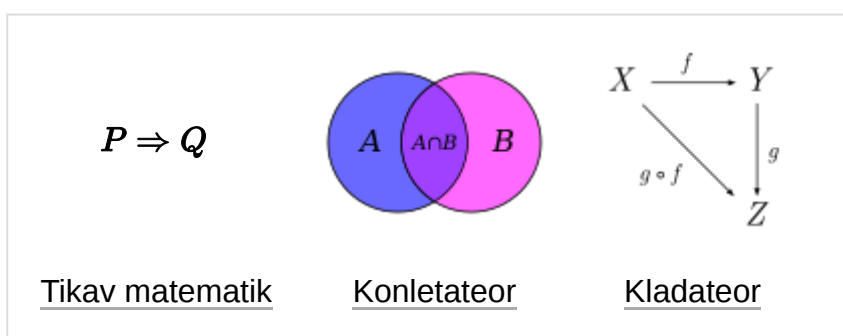 P ⇒ Q
A A∩B B
X f Y
g ∘ f g
Z
Tikav matematik Konletateor Kladateor